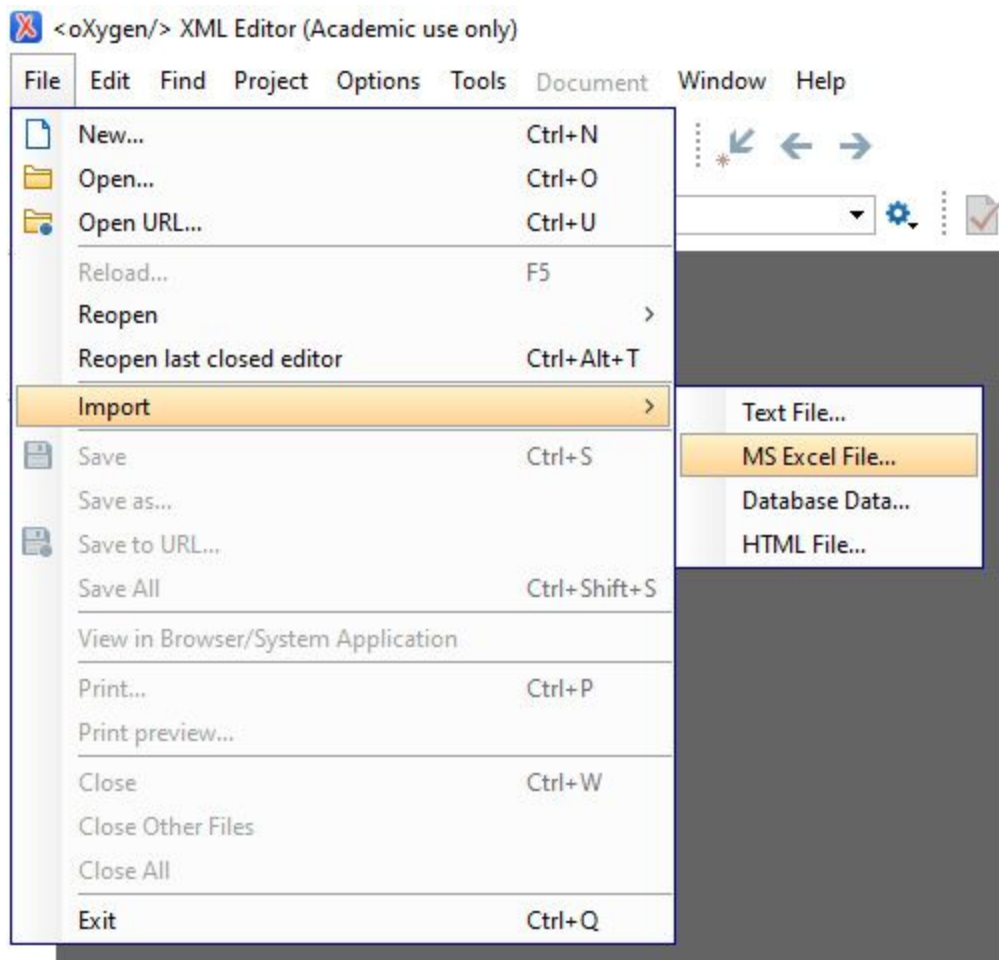 <oXygen/> XML Editor (Academic use only)
File Edit Find Project Options Tools Document Window Help
New... Ctrl+N
Open... Ctrl+O
Open URL... Ctrl+U
Reload... F5
Reopen
Reopen last closed editor Ctrl+Alt+T
Import
Text File...
MS Excel File...
Database Data...
HTML File...
Save Ctrl+S
Save as...
Save to URL...
Save All Ctrl+Shift+S
View in Browser/System Application
Print... Ctrl+P
Print preview...
Close Ctrl+W
Close Other Files
Close All
Exit Ctrl+Q